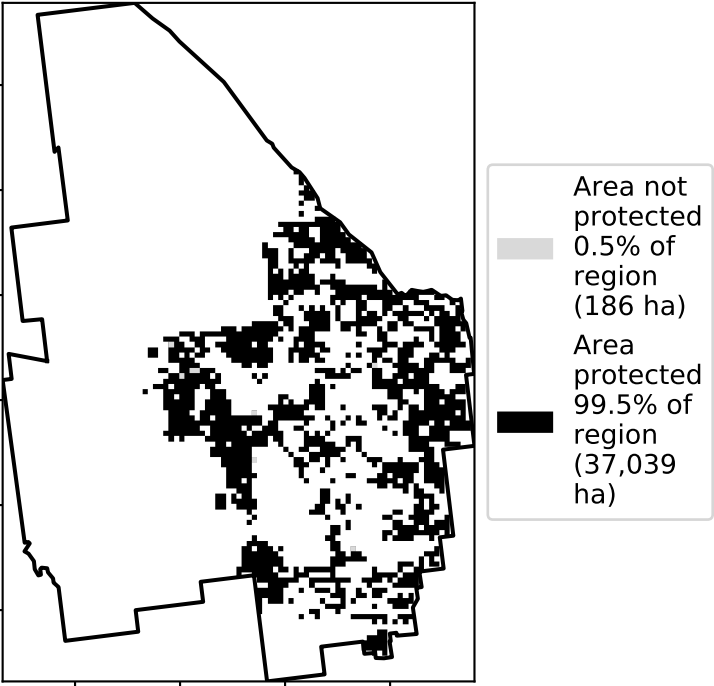 Area not
protected
0.5% of
region
(186 ha)
Area
protected
99.5% of
region
(37,039
ha)